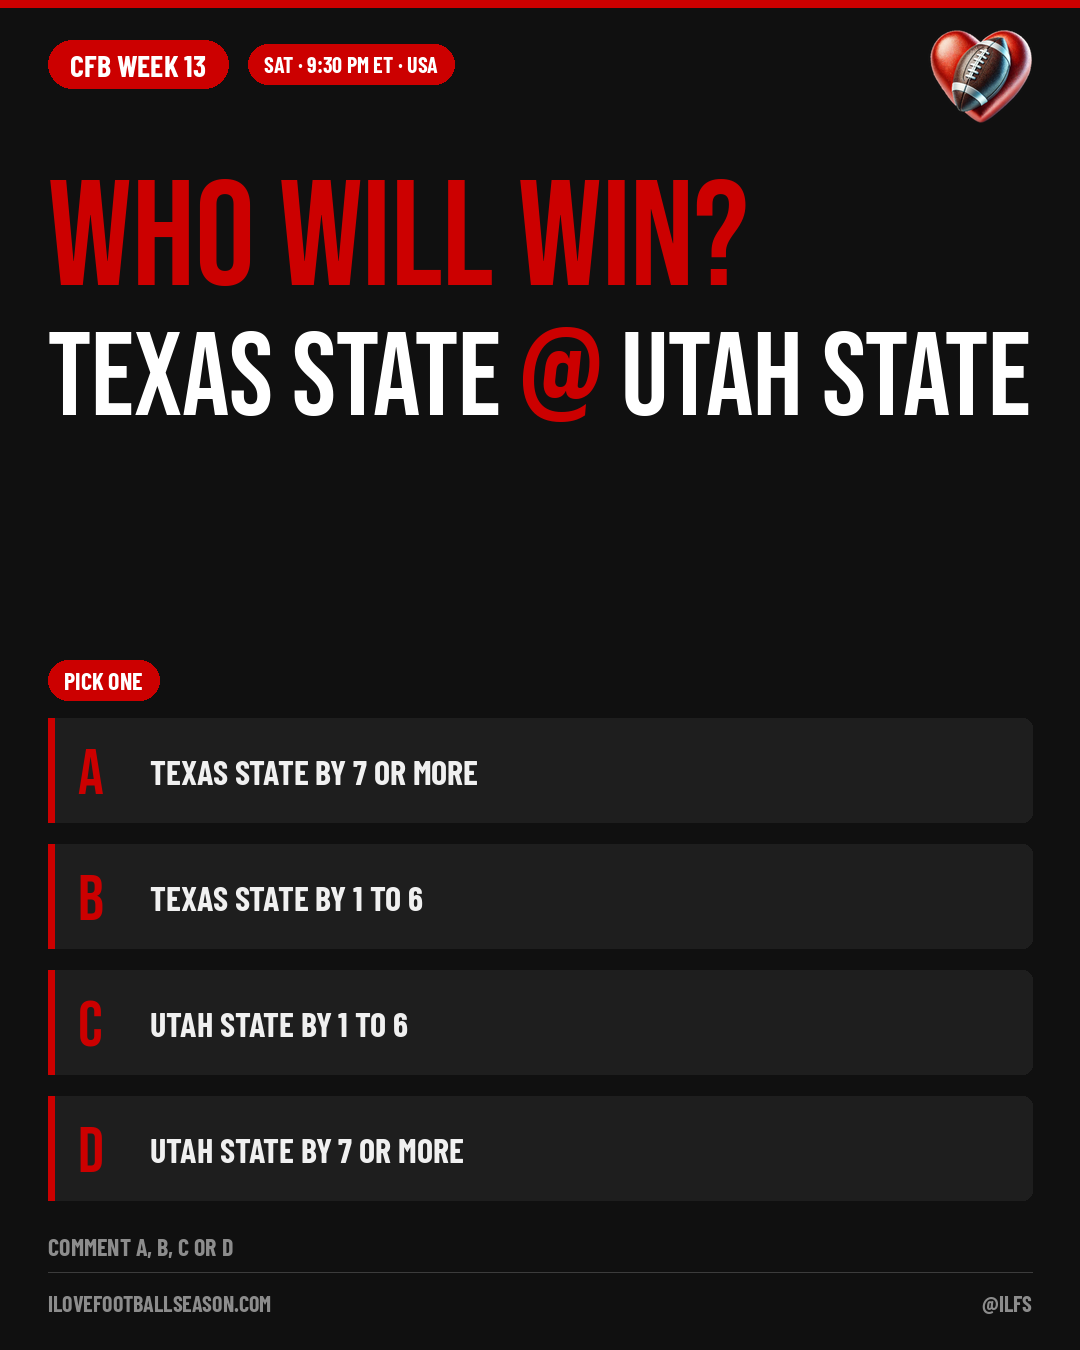 CFB WEEK 13
SAT · 9:30 PM ET · USA
WHO WILL WIN?
TEXAS STATE @ UTAH STATE
PICK ONE
A TEXAS STATE BY 7 OR MORE
B TEXAS STATE BY 1 TO 6
C UTAH STATE BY 1 TO 6
D UTAH STATE BY 7 OR MORE
COMMENT A, B, C OR D
ILOVEFOOTBALLSEASON.COM
@ILFS